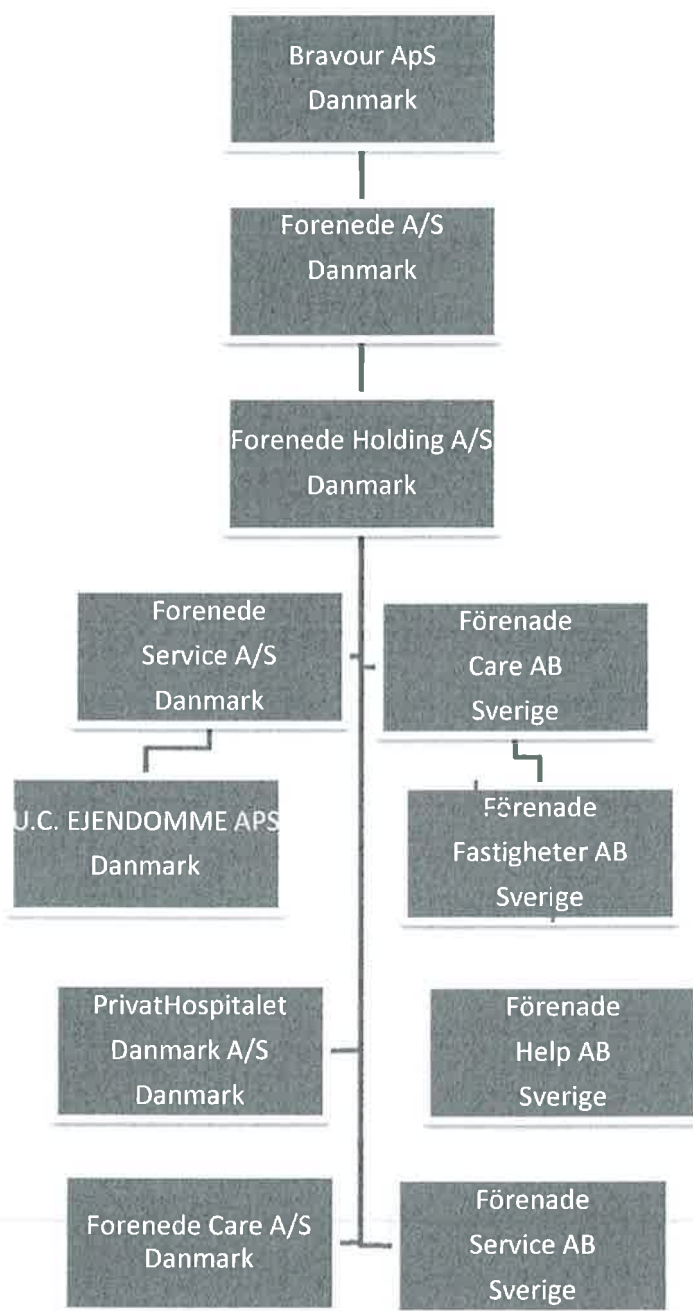 Bravour ApS
Danmark
Forenede A/S
Danmark
Forenede Holding A/S
Danmark
Forenede
Service A/S
Danmark
Förenade
Care AB
Sverige
U.C. EJENDOMME APS
Danmark
Förenade
Fastigheter AB
Sverige
PrivatHospitalet
Danmark A/S
Danmark
Förenade
Help AB
Sverige
Forenede Care A/S
Danmark
Förenade
Service AB
Sverige